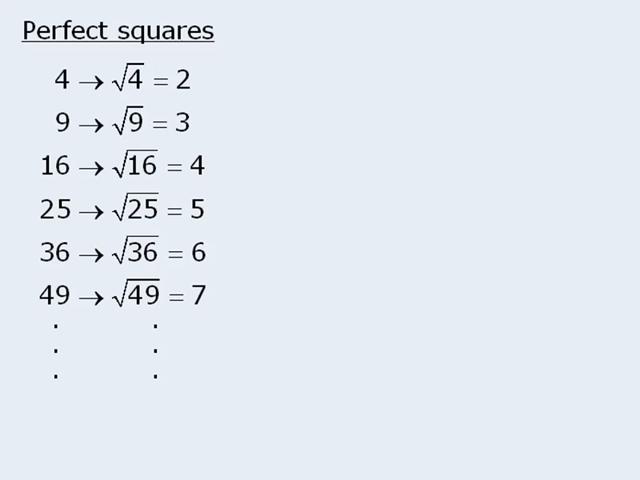 Perfect squares
4 → √4 = 2
9 → √9 = 3
16 → √16 = 4
25 → √25 = 5
36 → √36 = 6
49 → √49 = 7
. .
. .
. .